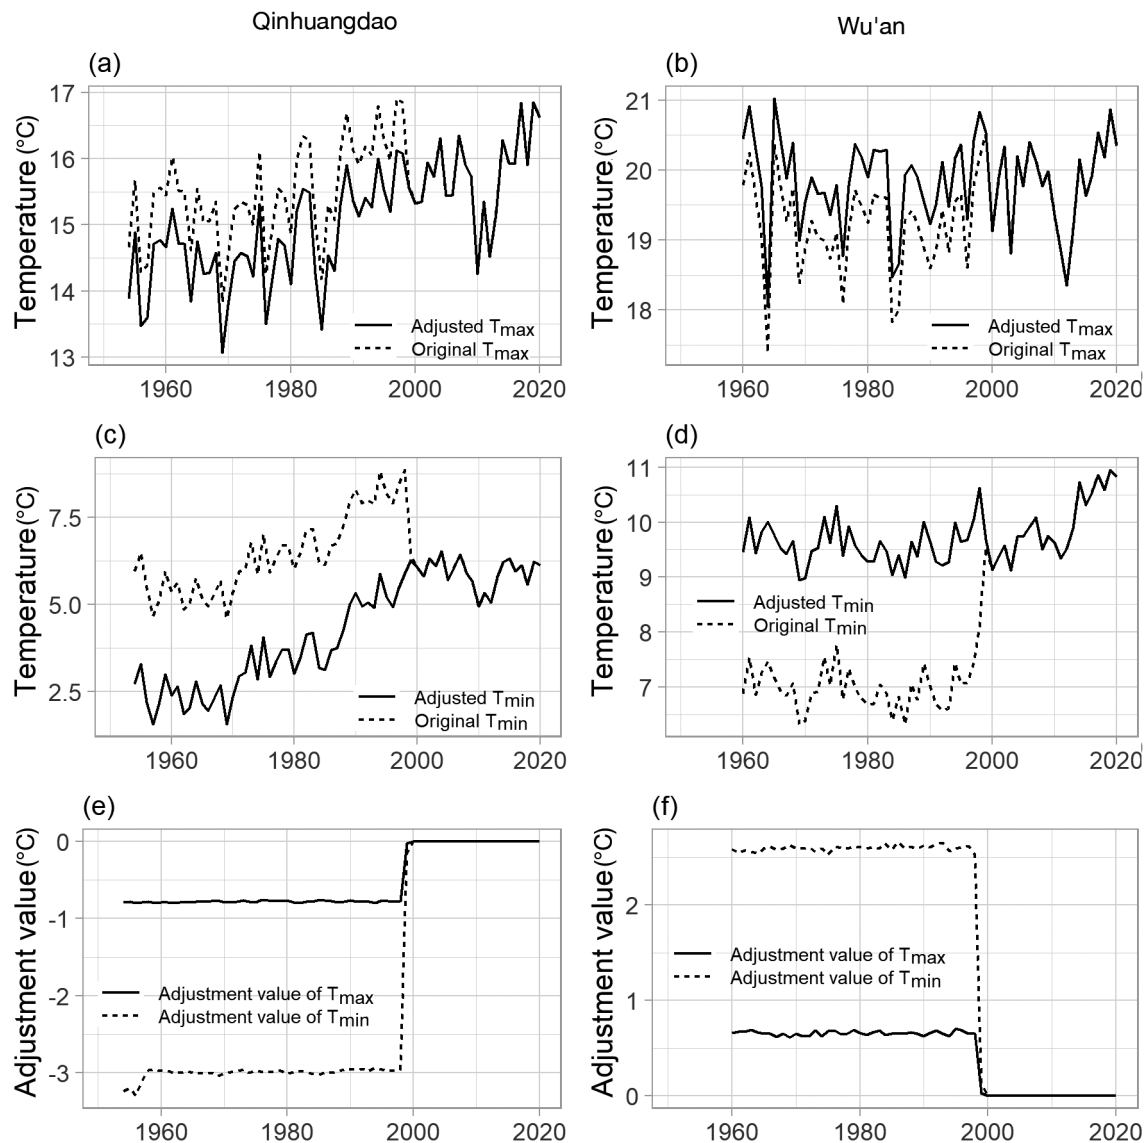 Qinhuangdao
Wu'an
(a)
Temperature (°C)
17
16
15
14
13
Adjusted Tmax
Original Tmax
1960 1980 2000 2020
(b)
Temperature (°C)
21
20
19
18
Adjusted Tmax
Original Tmax
1960 1980 2000 2020
(c)
Temperature (°C)
7.5
5.0
2.5
Adjusted Tmin
Original Tmin
1960 1980 2000 2020
(d)
Temperature (°C)
11
10
9
8
7
Adjusted Tmin
Original Tmin
1960 1980 2000 2020
(e)
Adjustment value (°C)
0
-1
-2
-3
Adjustment value of Tmax
Adjustment value of Tmin
1960 1980 2000 2020
(f)
Adjustment value (°C)
2
1
0
Adjustment value of Tmax
Adjustment value of Tmin
1960 1980 2000 2020